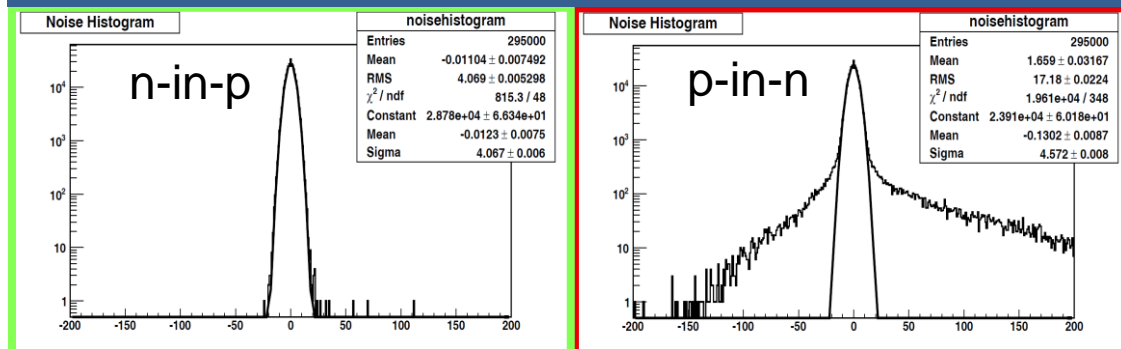 Noise Histogram
noisehistogram
Entries 295000
Mean -0.01104 ± 0.007492
RMS 4.069 ± 0.005298
χ² / ndf 815.3 / 48
Constant 2.878e+04 ± 6.634e+01
Mean -0.0123 ± 0.0075
Sigma 4.067 ± 0.006
n-in-p
10⁴
10³
10²
10
1
-200 -150 -100 -50 0 50 100 150 200
Noise Histogram
noisehistogram
Entries 295000
Mean 1.659 ± 0.03167
RMS 17.18 ± 0.0224
χ² / ndf 1.961e+04 / 348
Constant 2.391e+04 ± 6.018e+01
Mean -0.1302 ± 0.0087
Sigma 4.572 ± 0.008
p-in-n
10⁴
10³
10²
10
1
-200 -150 -100 -50 0 50 100 150 200